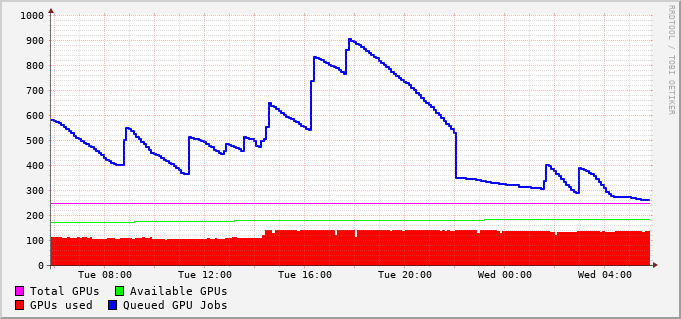 1000
900
800
700
600
500
400
300
200
100
0
Tue 08:00 Tue 12:00 Tue 16:00 Tue 20:00 Wed 00:00 Wed 04:00
Total GPUs Available GPUs
GPUs used Queued GPU Jobs
RRDTOOL / TOBI OETIKER